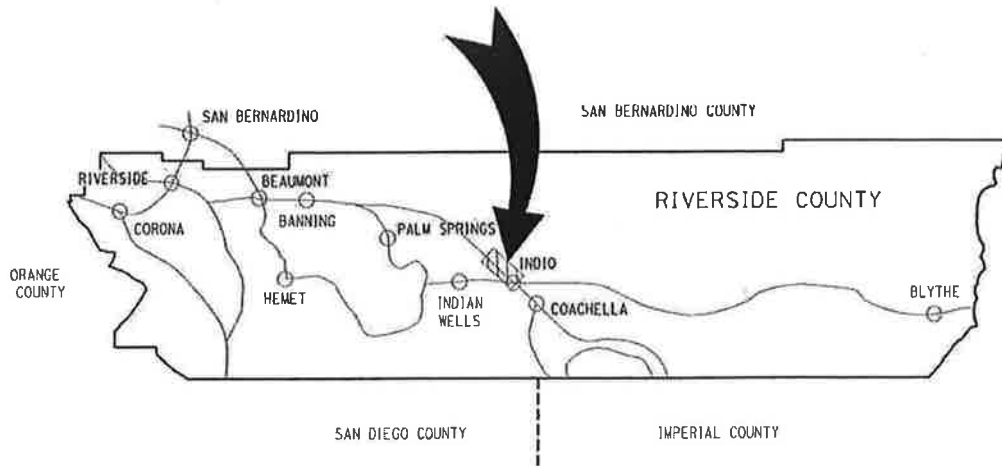 SAN BERNARDINO
SAN BERNARDINO COUNTY
RIVERSIDE
BEAUMONT
RIVERSIDE COUNTY
BANNING
CORONA
PALM SPRINGS
ORANGE
COUNTY
INDIO
HEMET
INDIAN
WELLS
COACHELLA
BLYTHE
SAN DIEGO COUNTY
IMPERIAL COUNTY